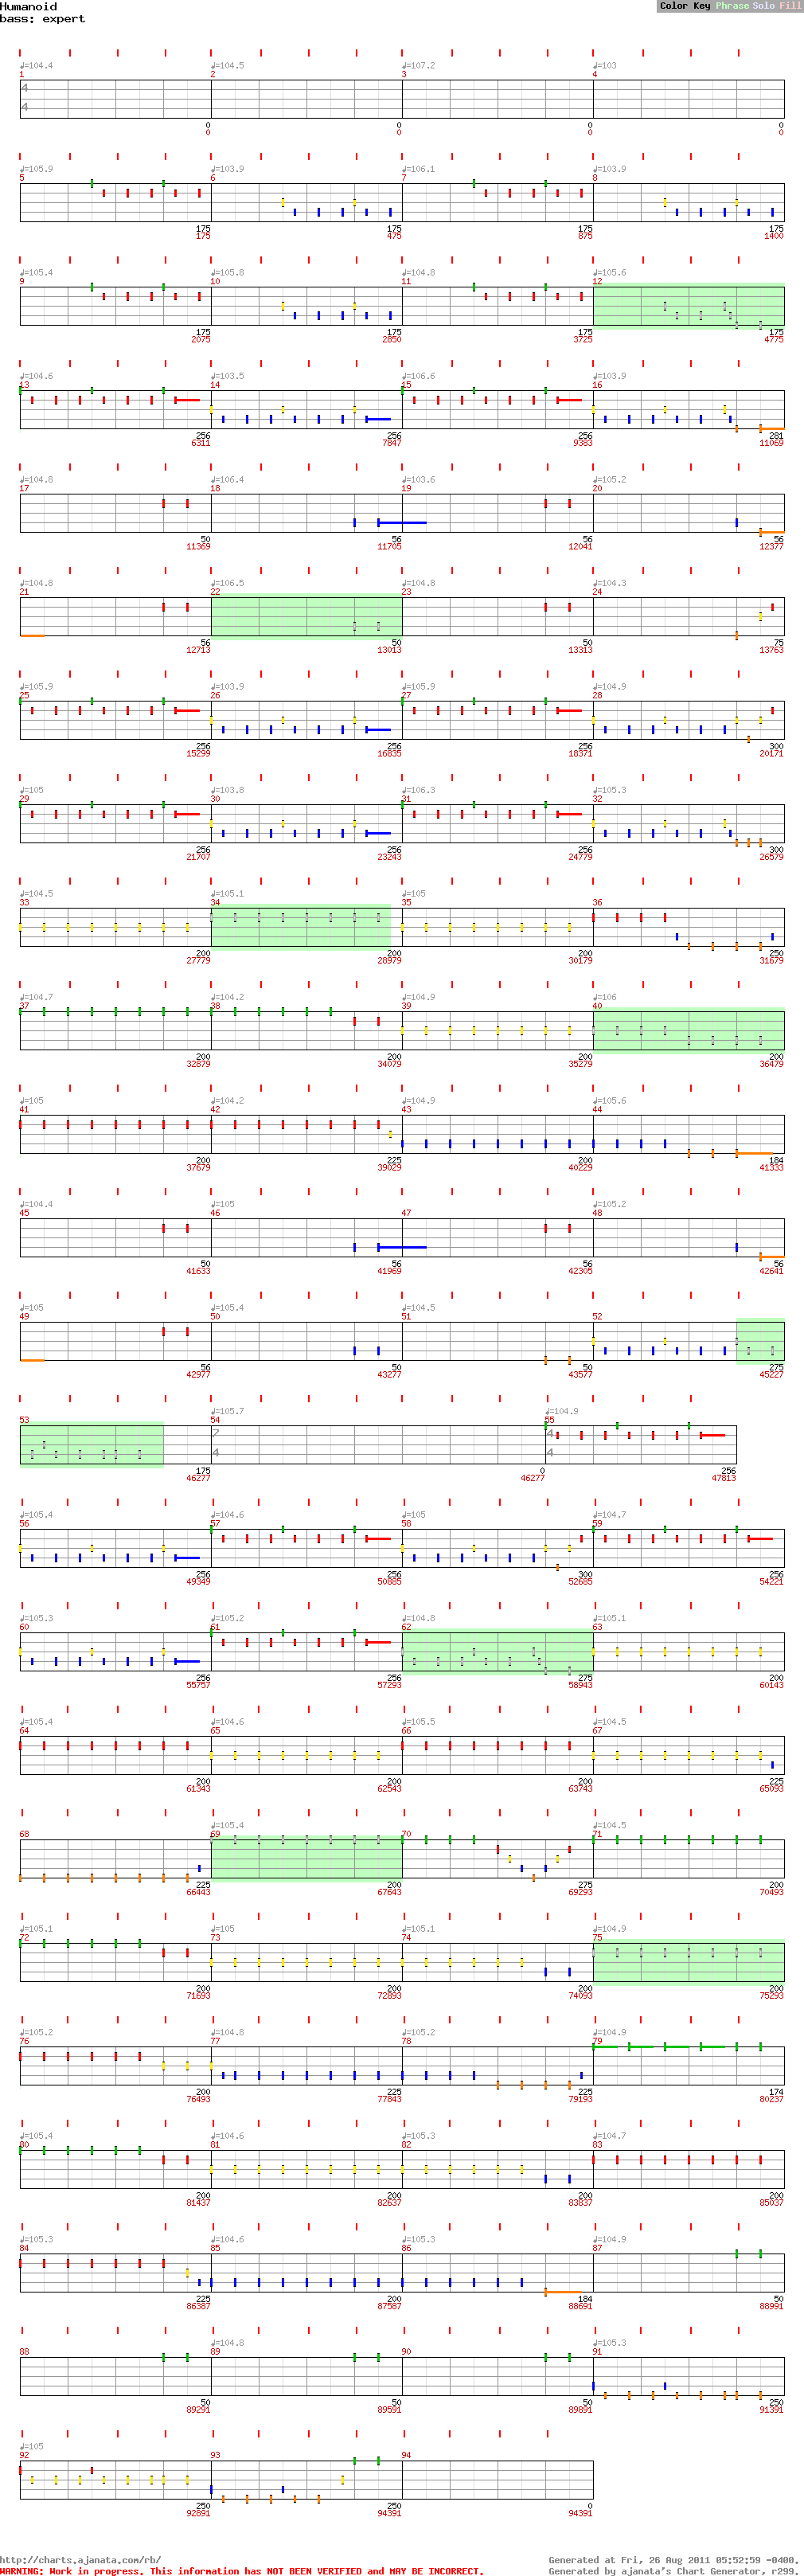 Humanoid
Color Key Phrase Solo Fill
bass: expert
♩=104.4 ♩=104.5 ♩=107.2 ♩=103
1 2 3 4
4
4
0 0 0 0
0 0 0 0
♩=105.9 ♩=103.9 ♩=106.1 ♩=103.9
5 6 7 8
175 175 175 175
175 475 875 1400
♩=105.4 ♩=105.8 ♩=104.8 ♩=105.6
9 10 11 12
175 175 175 175
2075 2850 3725 4775
♩=104.6 ♩=103.5 ♩=106.6 ♩=103.9
13 14 15 16
256 256 256 281
6311 7847 9383 11069
♩=104.8 ♩=106.4 ♩=103.6 ♩=105.2
17 18 19 20
50 56 56 56
11369 11705 12041 12377
♩=104.8 ♩=106.5 ♩=104.8 ♩=104.3
21 22 23 24
56 50 50 75
12713 13013 13313 13763
♩=105.9 ♩=103.9 ♩=105.9 ♩=104.9
25 26 27 28
256 256 256 300
15299 16835 18371 20171
♩=105 ♩=103.8 ♩=106.3 ♩=105.3
29 30 31 32
256 256 256 300
21707 23243 24779 26579
♩=104.5 ♩=105.1 ♩=105
33 34 35 36
200 200 200 250
27779 28979 30179 31679
♩=104.7 ♩=104.2 ♩=104.9 ♩=106
37 38 39 40
200 200 200 200
32879 34079 35279 36479
♩=105 ♩=104.2 ♩=104.9 ♩=105.6
41 42 43 44
200 225 200 184
37679 39029 40229 41333
♩=104.4 ♩=105 ♩=105.2
45 46 47 48
50 56 56 56
41633 41969 42305 42641
♩=105 ♩=105.4 ♩=104.5
49 50 51 52
56 50 50 275
42977 43277 43577 45227
♩=105.7 ♩=104.9
53 54 55
7 4
4 4
175 0 256
46277 46277 47813
♩=105.4 ♩=104.6 ♩=105 ♩=104.7
56 57 58 59
256 256 300 256
49349 50885 52685 54221
♩=105.3 ♩=105.2 ♩=104.8 ♩=105.1
60 61 62 63
256 256 275 200
55757 57293 58943 60143
♩=105.4 ♩=104.6 ♩=105.5 ♩=104.5
64 65 66 67
200 200 200 225
61343 62543 63743 65093
♩=105.4 ♩=104.5
68 69 70 71
225 200 275 200
66443 67643 69293 70493
♩=105.1 ♩=105 ♩=105.1 ♩=104.9
72 73 74 75
200 200 200 200
71693 72893 74093 75293
♩=105.2 ♩=104.8 ♩=105.2 ♩=104.9
76 77 78 79
200 225 225 174
76493 77843 79193 80237
♩=105.4 ♩=104.6 ♩=105.3 ♩=104.7
80 81 82 83
200 200 200 200
81437 82637 83837 85037
♩=105.3 ♩=104.6 ♩=105.3 ♩=104.9
84 85 86 87
225 200 184 50
86387 87587 88691 88991
♩=104.8 ♩=105.3
88 89 90 91
50 50 50 250
89291 89591 89891 91391
♩=105
92 93 94
250 250 0
92891 94391 94391
http://charts.ajanata.com/rb/ Generated at Fri, 26 Aug 2011 05:52:59 -0400.
WARNING: Work in progress. This information has NOT BEEN VERIFIED and MAY BE INCORRECT. Generated by ajanata's Chart Generator, r299.